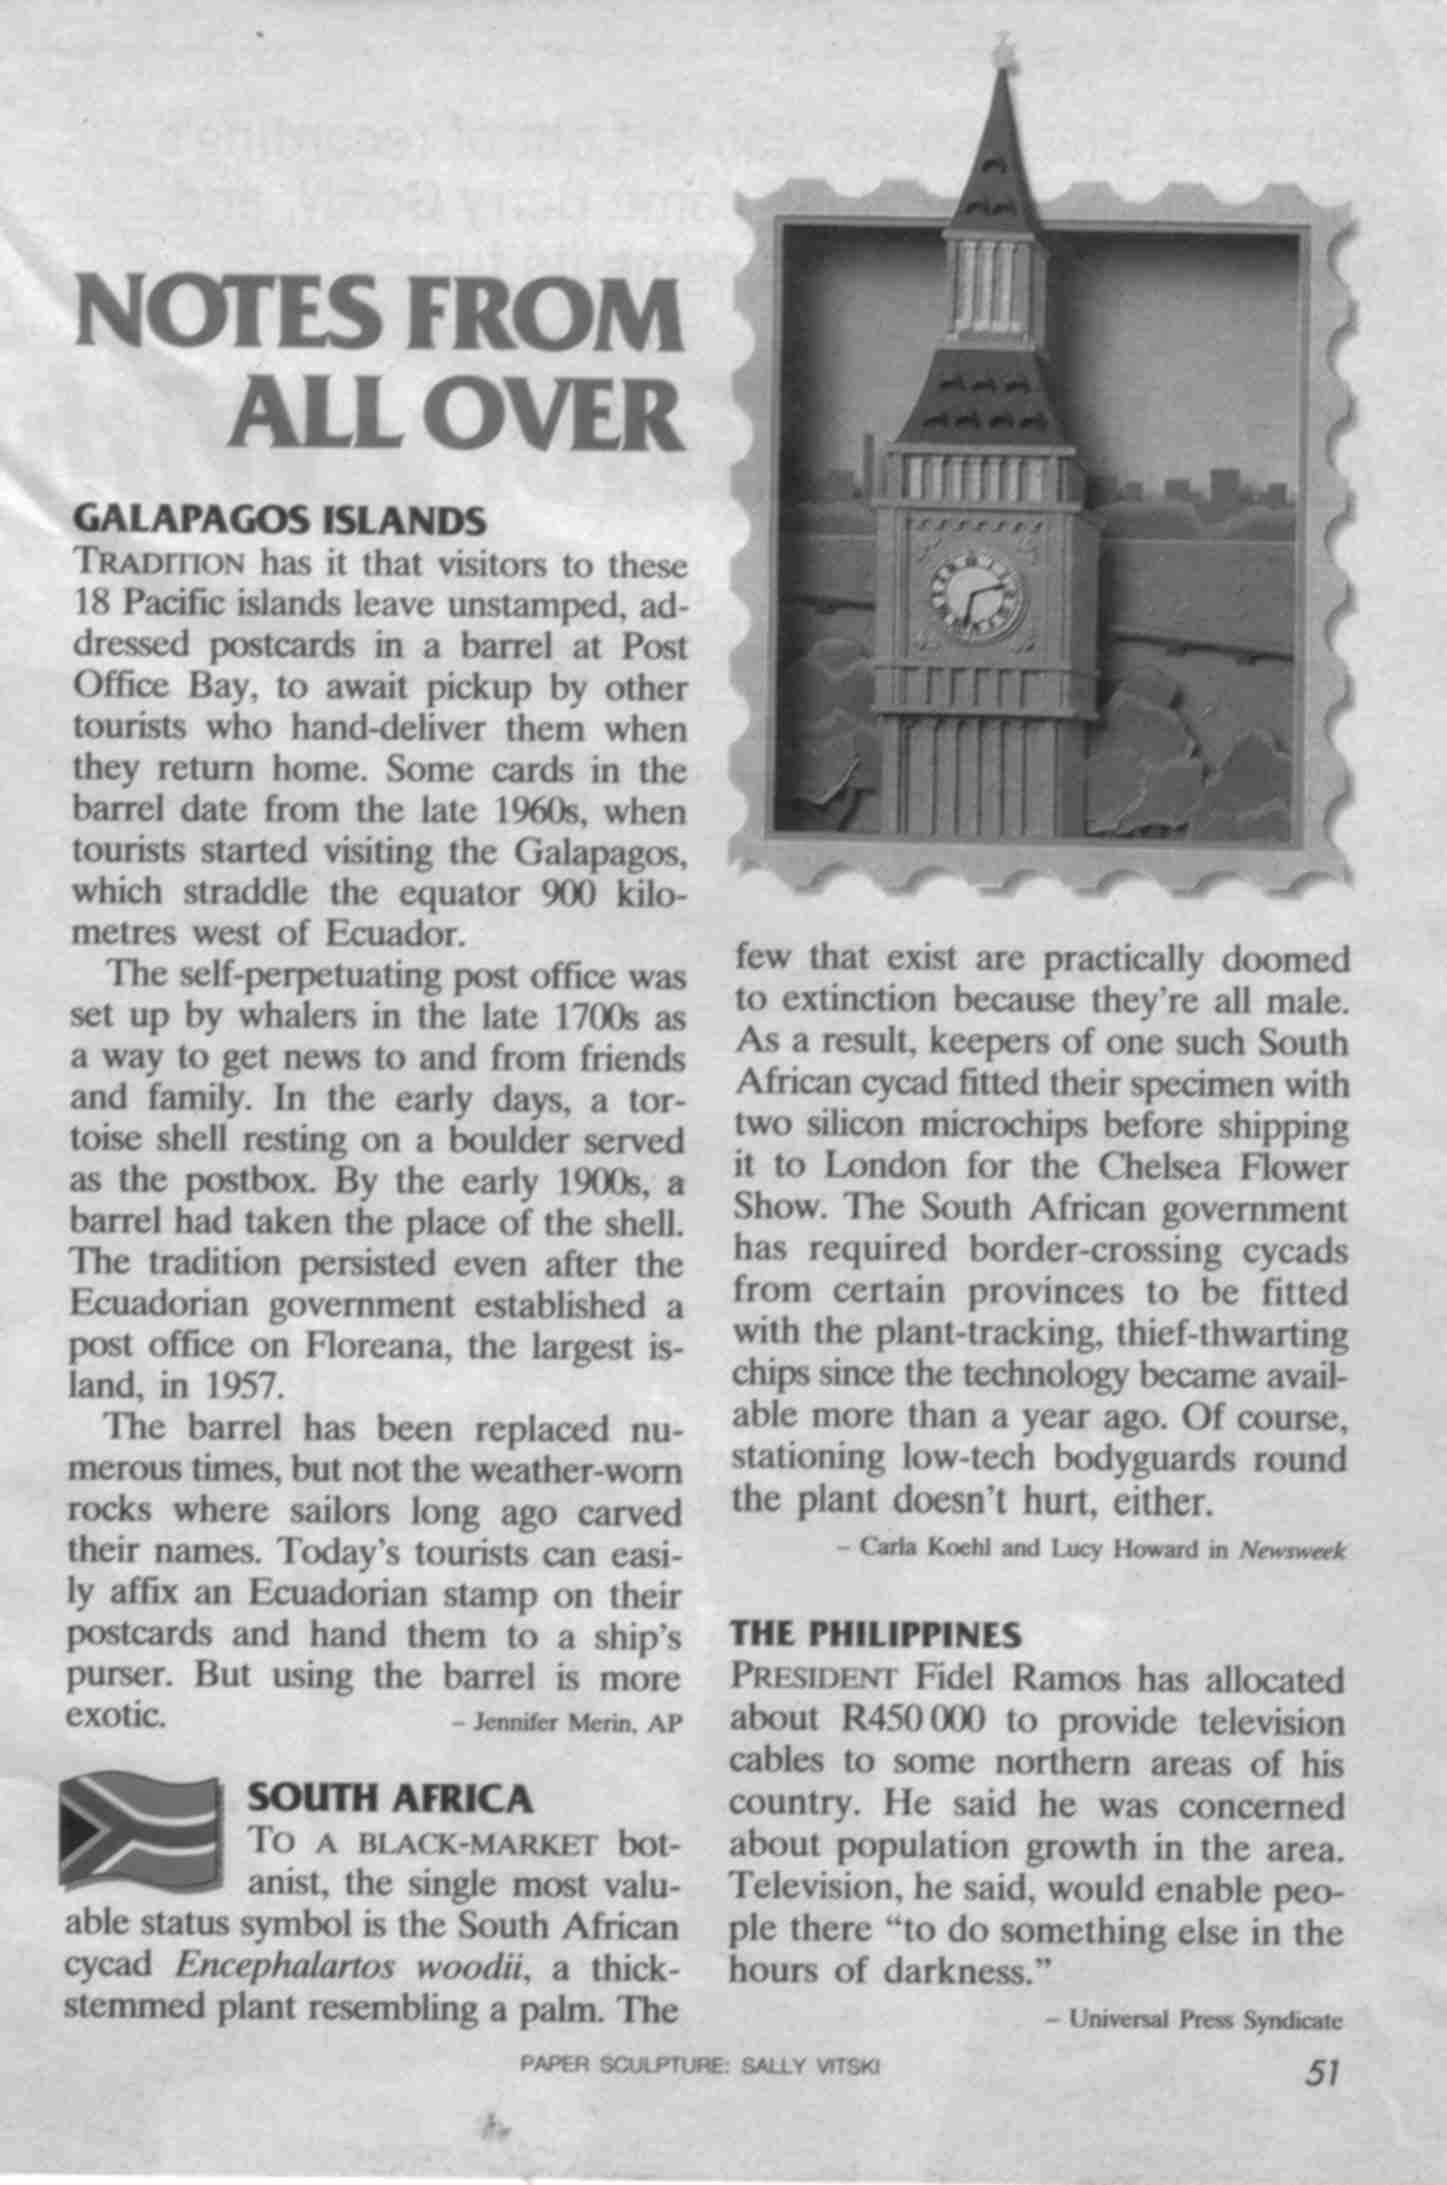 NOTES FROM
ALL OVER
GALAPAGOS ISLANDS
TRADITION has it that visitors to these
18 Pacific islands leave unstamped, ad-
dressed postcards in a barrel at Post
Office Bay, to await pickup by other
tourists who hand-deliver them when
they return home. Some cards in the
barrel date from the late 1960s, when
tourists started visiting the Galapagos,
which straddle the equator 900 kilo-
metres west of Ecuador.
The self-perpetuating post office was
set up by whalers in the late 1700s as
a way to get news to and from friends
and family. In the early days, a tor-
toise shell resting on a boulder served
as the postbox. By the early 1900s, a
barrel had taken the place of the shell.
The tradition persisted even after the
Ecuadorian government established a
post office on Floreana, the largest is-
land, in 1957.
The barrel has been replaced nu-
merous times, but not the weather-worn
rocks where sailors long ago carved
their names. Today's tourists can easi-
ly affix an Ecuadorian stamp on their
postcards and hand them to a ship's
purser. But using the barrel is more
exotic. – Jennifer Merin, AP
SOUTH AFRICA
TO A BLACK-MARKET bot-
anist, the single most valu-
able status symbol is the South African
cycad Encephalartos woodii, a thick-
stemmed plant resembling a palm. The
few that exist are practically doomed
to extinction because they're all male.
As a result, keepers of one such South
African cycad fitted their specimen with
two silicon microchips before shipping
it to London for the Chelsea Flower
Show. The South African government
has required border-crossing cycads
from certain provinces to be fitted
with the plant-tracking, thief-thwarting
chips since the technology became avail-
able more than a year ago. Of course,
stationing low-tech bodyguards round
the plant doesn't hurt, either.
– Carla Koehl and Lucy Howard in Newsweek
THE PHILIPPINES
PRESIDENT Fidel Ramos has allocated
about R450 000 to provide television
cables to some northern areas of his
country. He said he was concerned
about population growth in the area.
Television, he said, would enable peo-
ple there “to do something else in the
hours of darkness.”
– Universal Press Syndicate
PAPER SCULPTURE: SALLY VITSKI
51